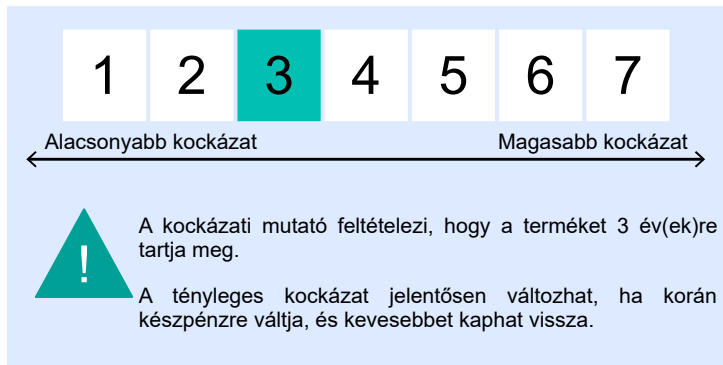 1 2 3 4 5 6 7
Alacsonyabb kockázat Magasabb kockázat
!
A kockázati mutató feltételezi, hogy a terméket 3 év(ek)re
tartja meg.
A tényleges kockázat jelentősen változhat, ha korán
készpénzre váltja, és kevesebbet kaphat vissza.